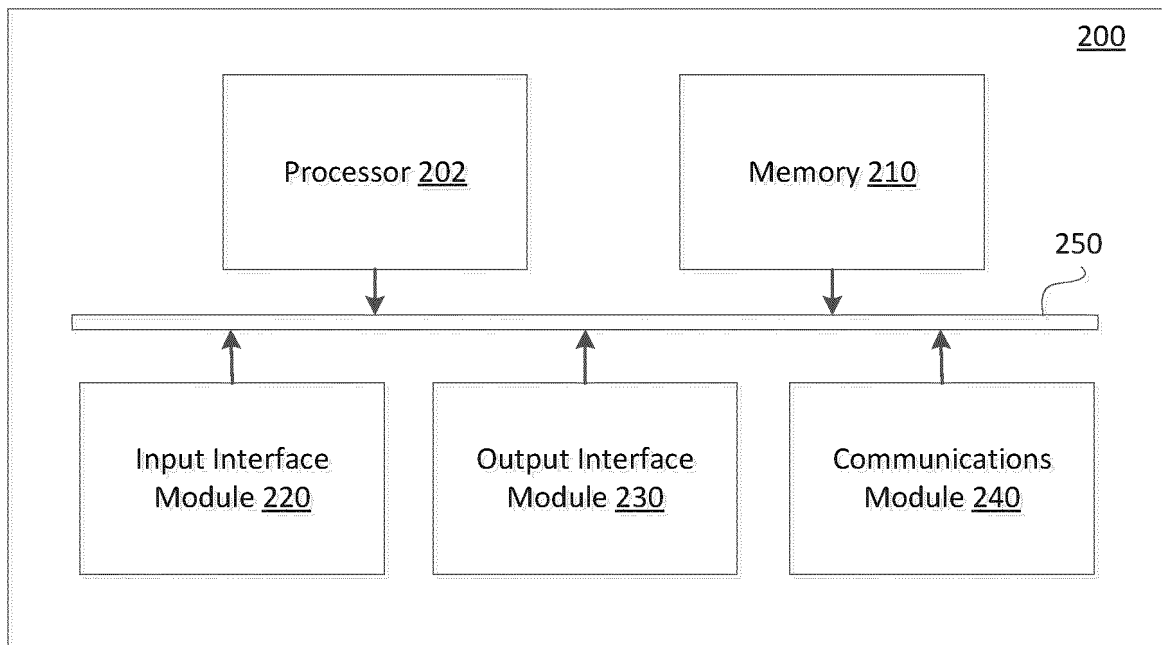 200
Processor 202
Memory 210
250
Input Interface
Module 220
Output Interface
Module 230
Communications
Module 240